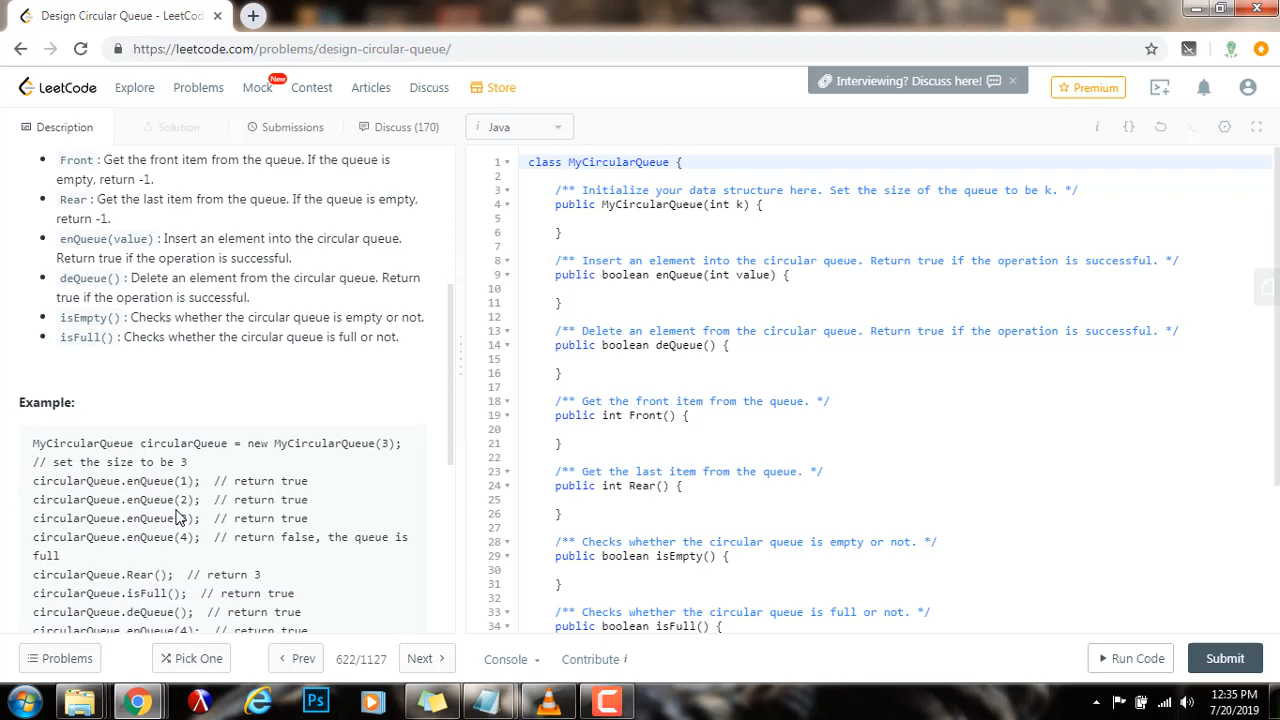 Design Circular Queue - LeetCod
https://leetcode.com/problems/design-circular-queue/
LeetCode Explore Problems Mock New Contest Articles Discuss Store
Interviewing? Discuss here! ×
Premium
Description Solution Submissions Discuss (170)
i Java
Front : Get the front item from the queue. If the queue is
empty, return -1.
Rear : Get the last item from the queue. If the queue is empty,
return -1.
enQueue(value) : Insert an element into the circular queue.
Return true if the operation is successful.
deQueue() : Delete an element from the circular queue. Return
true if the operation is successful.
isEmpty() : Checks whether the circular queue is empty or not.
isFull() : Checks whether the circular queue is full or not.
Example:
MyCircularQueue circularQueue = new MyCircularQueue(3);
// set the size to be 3
circularQueue.enQueue(1);  // return true
circularQueue.enQueue(2);  // return true
circularQueue.enQueue(3);  // return true
circularQueue.enQueue(4);  // return false, the queue is
full
circularQueue.Rear();  // return 3
circularQueue.isFull();  // return true
circularQueue.deQueue();  // return true
circularQueue.enQueue(4);  // return true
1 class MyCircularQueue {
2
3 /** Initialize your data structure here. Set the size of the queue to be k. */
4 public MyCircularQueue(int k) {
5
6 }
7
8 /** Insert an element into the circular queue. Return true if the operation is successful. */
9 public boolean enQueue(int value) {
10
11 }
12
13 /** Delete an element from the circular queue. Return true if the operation is successful. */
14 public boolean deQueue() {
15
16 }
17
18 /** Get the front item from the queue. */
19 public int Front() {
20
21 }
22
23 /** Get the last item from the queue. */
24 public int Rear() {
25
26 }
27
28 /** Checks whether the circular queue is empty or not. */
29 public boolean isEmpty() {
30
31 }
32
33 /** Checks whether the circular queue is full or not. */
34 public boolean isFull() {
Problems Pick One Prev 622/1127 Next Console Contribute i Run Code Submit
Ps
12:35 PM
7/20/2019